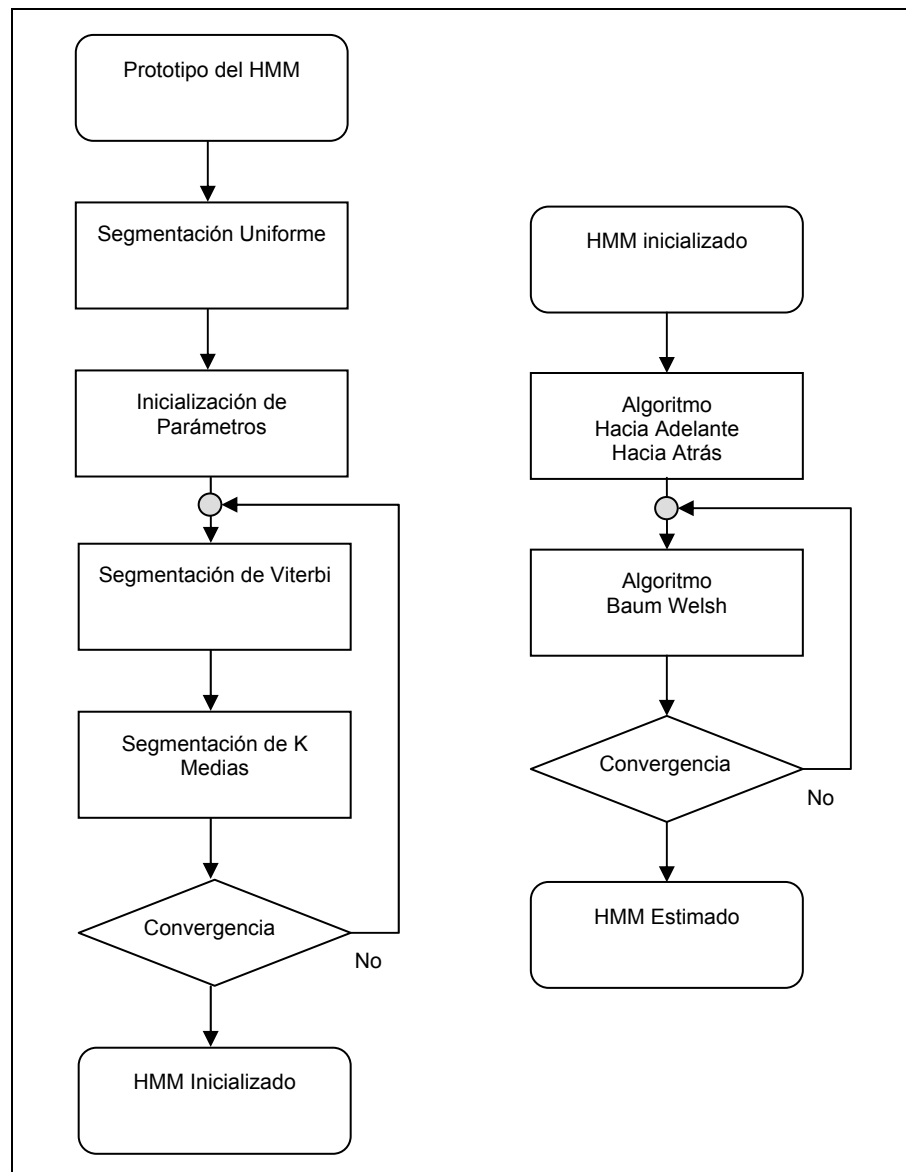 Prototipo del HMM
Segmentación Uniforme
Inicialización de
Parámetros
Segmentación de Viterbi
Segmentación de K
Medias
Convergencia
No
HMM Inicializado
HMM inicializado
Algoritmo
Hacia Adelante
Hacia Atrás
Algoritmo
Baum Welsh
Convergencia
No
HMM Estimado